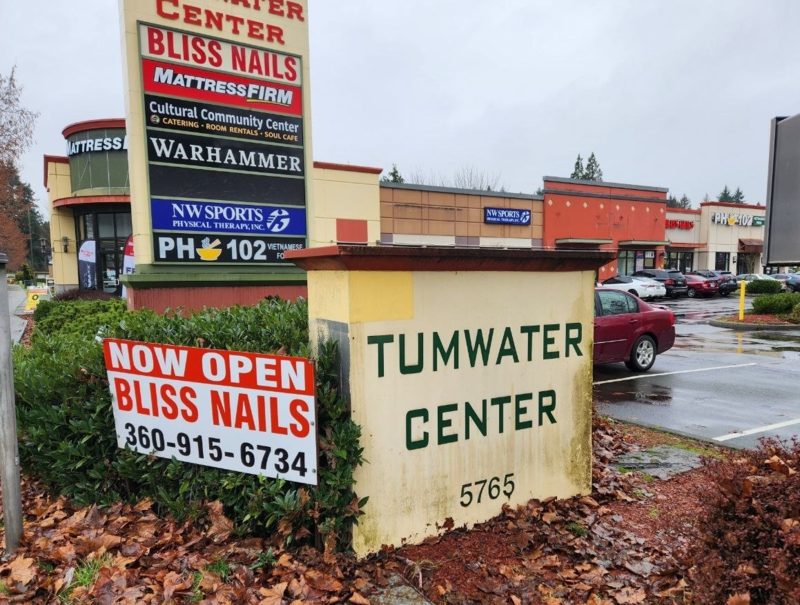 CENTER
BLISS NAILS
MATTRESSFIRM
Cultural Community Center
CATERING • ROOM RENTALS • SOUL CAFE
WARHAMMER
NW SPORTS
PHYSICAL THERAPY, INC.
PH 102 VIETNAMESE
MATTRESS
NW SPORTS
PH 102
NOW OPEN
BLISS NAILS
360-915-6734
TUMWATER
CENTER
5765